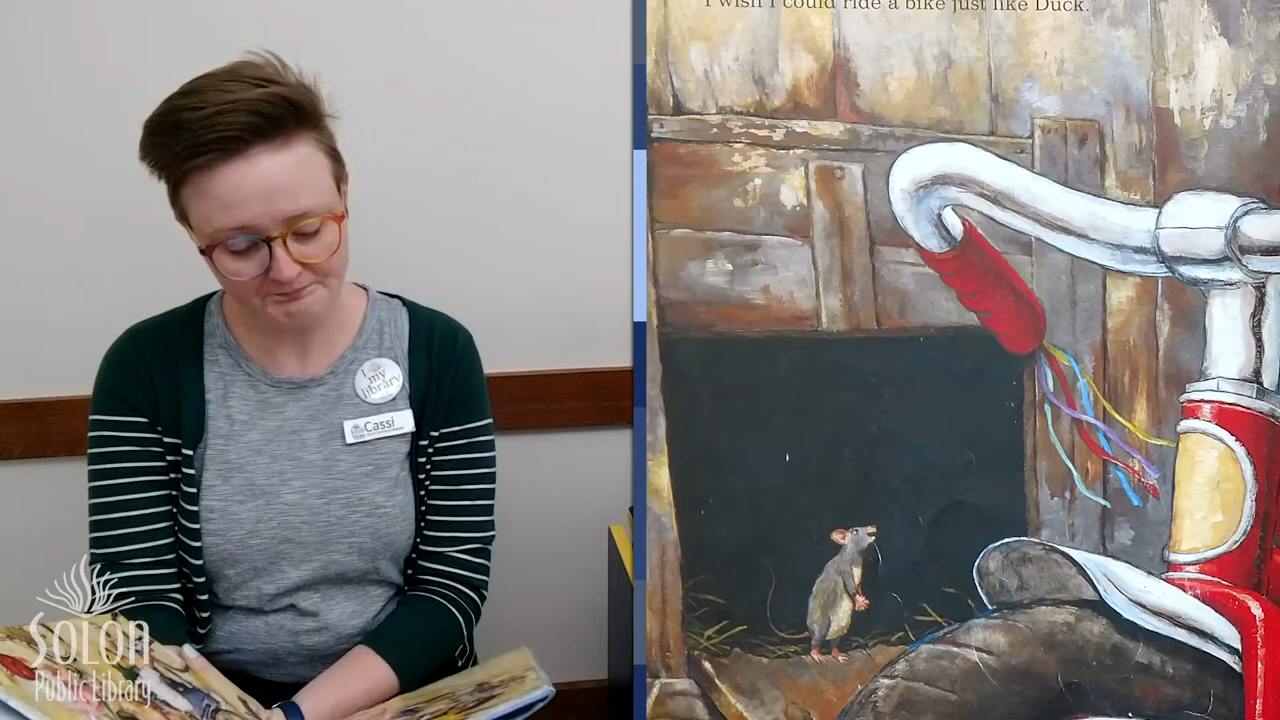 I wish I could ride a bike just like Duck."
I
my
library
Cassi
SOLON
Public Library